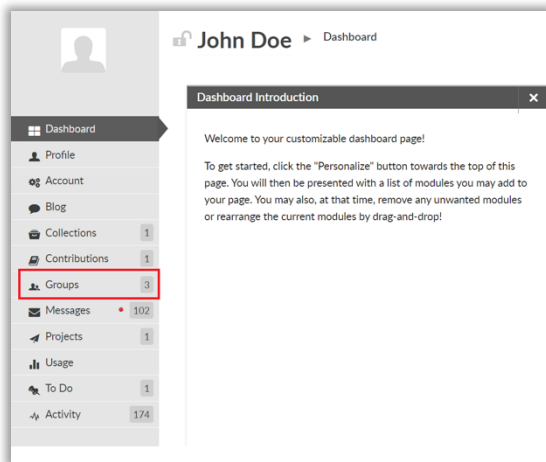 John Doe ▸ Dashboard
Dashboard Introduction ×
Welcome to your customizable dashboard page!
To get started, click the "Personalize" button towards the top of this
page. You will then be presented with a list of modules you may add to
your page. You may also, at that time, remove any unwanted modules
or rearrange the current modules by drag-and-drop!
Dashboard
Profile
Account
Blog
Collections 1
Contributions 1
Groups 3
Messages • 102
Projects 1
Usage
To Do 1
Activity 174